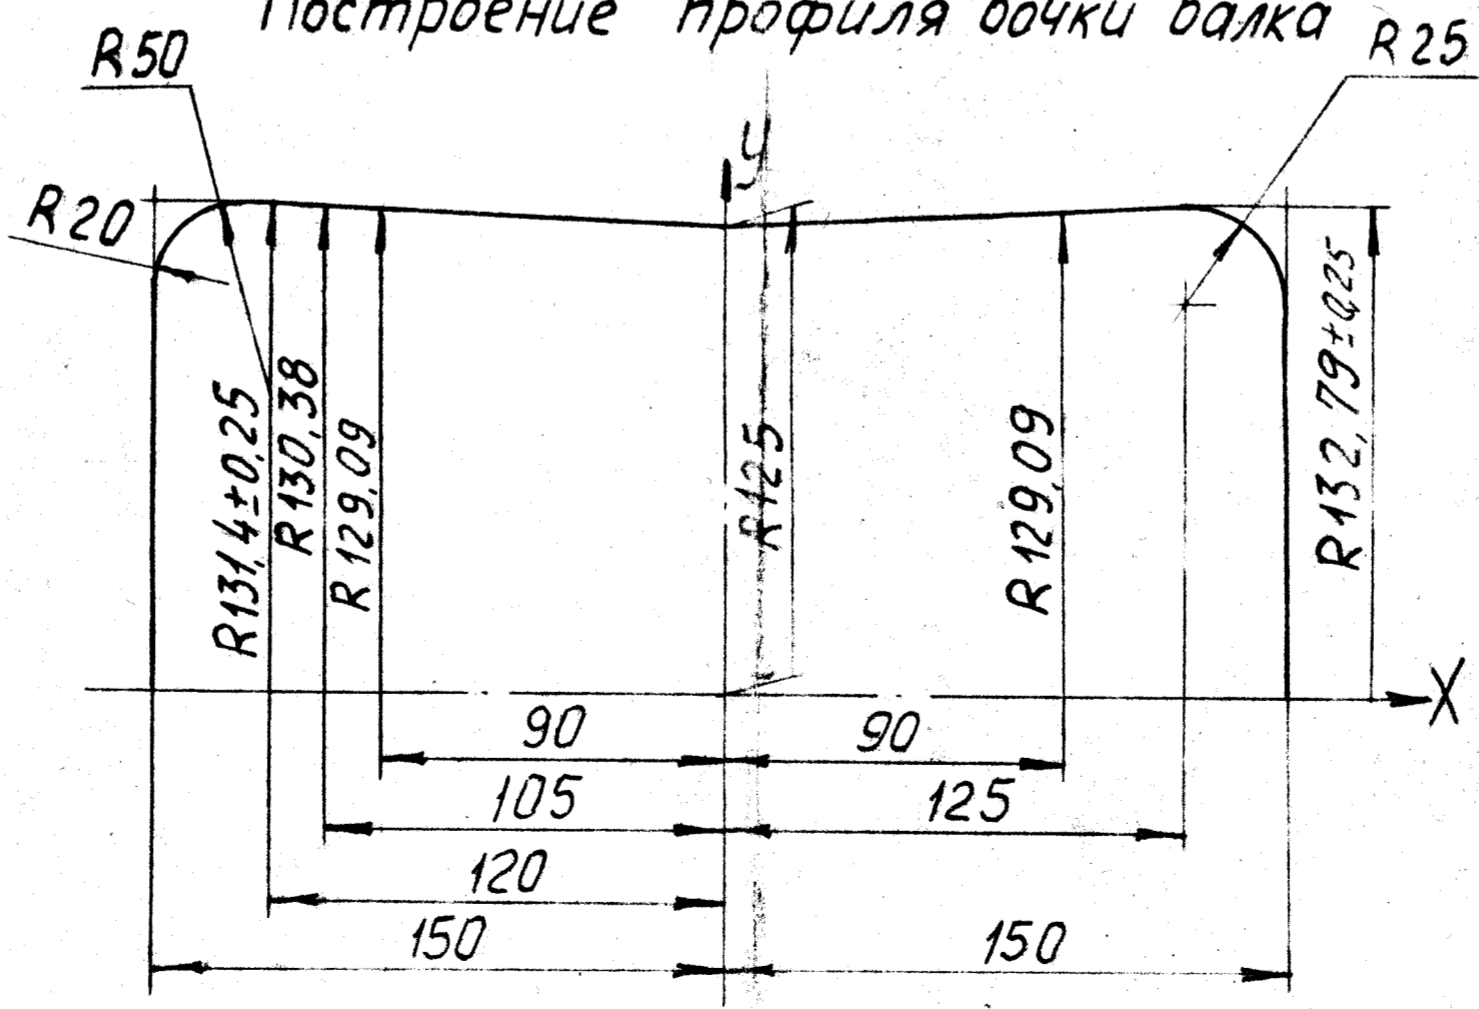 Построение профиля бочки валка
R50
R25
У
R20
R131,4±0,25
R130,38
R129,09
R125
R129,09
R132,79±0,25
X
90
90
105
125
120
150
150